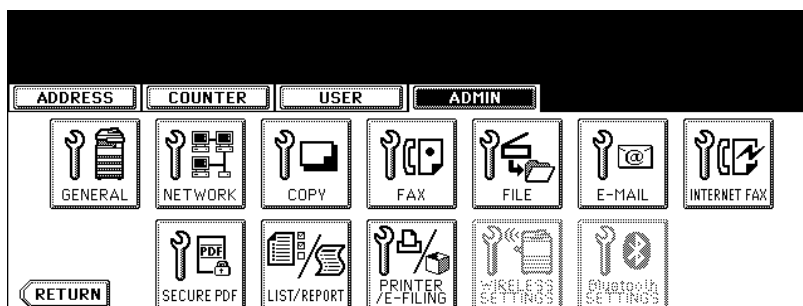 ADDRESS COUNTER USER ADMIN
GENERAL NETWORK COPY FAX FILE @ E-MAIL INTERNET FAX
PDF
RETURN SECURE PDF LIST/REPORT PRINTER /E-FILING WIRELESS SETTINGS Bluetooth SETTINGS